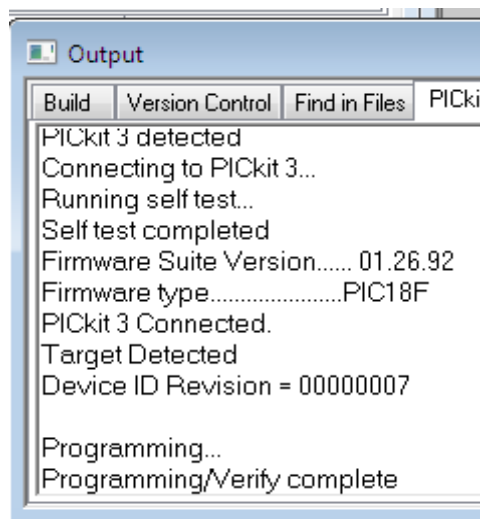 Output
Build Version Control Find in Files PICki
PICkit 3 detected
Connecting to PICkit 3...
Running self test...
Self test completed
Firmware Suite Version...... 01.26.92
Firmware type......................PIC18F
PICkit 3 Connected.
Target Detected
Device ID Revision = 00000007
Programming...
Programming/Verify complete